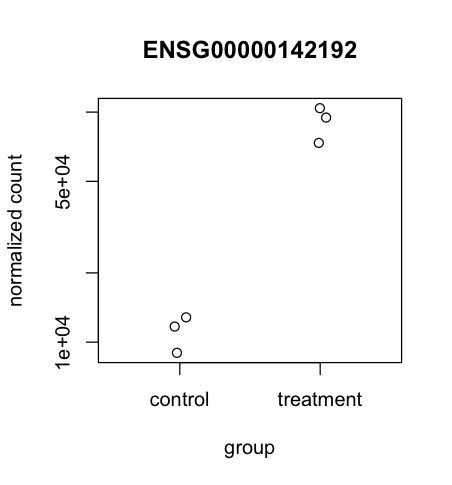 ENSG00000142192
normalized count
5e+04
1e+04
control treatment
group